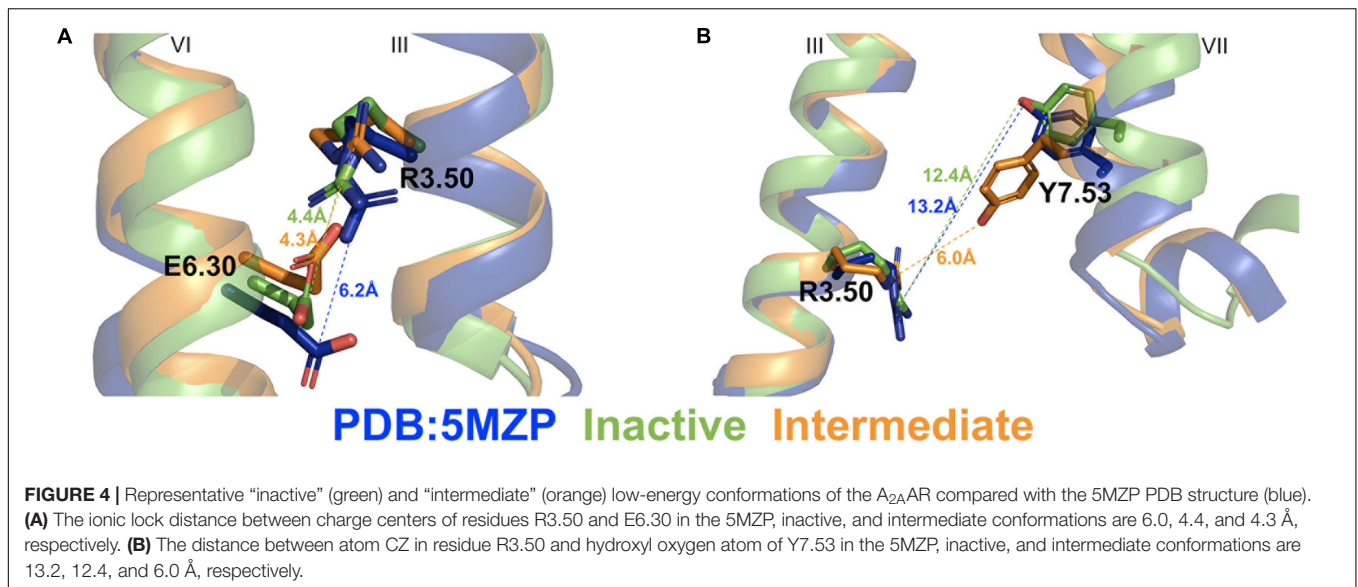 A
VI
III
R3.50
4.4Å
4.3Å
E6.30
6.2Å
B
III
VII
12.4Å
13.2Å
Y7.53
6.0Å
R3.50
PDB:5MZP Inactive Intermediate
FIGURE 4 | Representative “inactive” (green) and “intermediate” (orange) low-energy conformations of the A2AAR compared with the 5MZP PDB structure (blue).
(A) The ionic lock distance between charge centers of residues R3.50 and E6.30 in the 5MZP, inactive, and intermediate conformations are 6.0, 4.4, and 4.3 Å,
respectively. (B) The distance between atom CZ in residue R3.50 and hydroxyl oxygen atom of Y7.53 in the 5MZP, inactive, and intermediate conformations are
13.2, 12.4, and 6.0 Å, respectively.